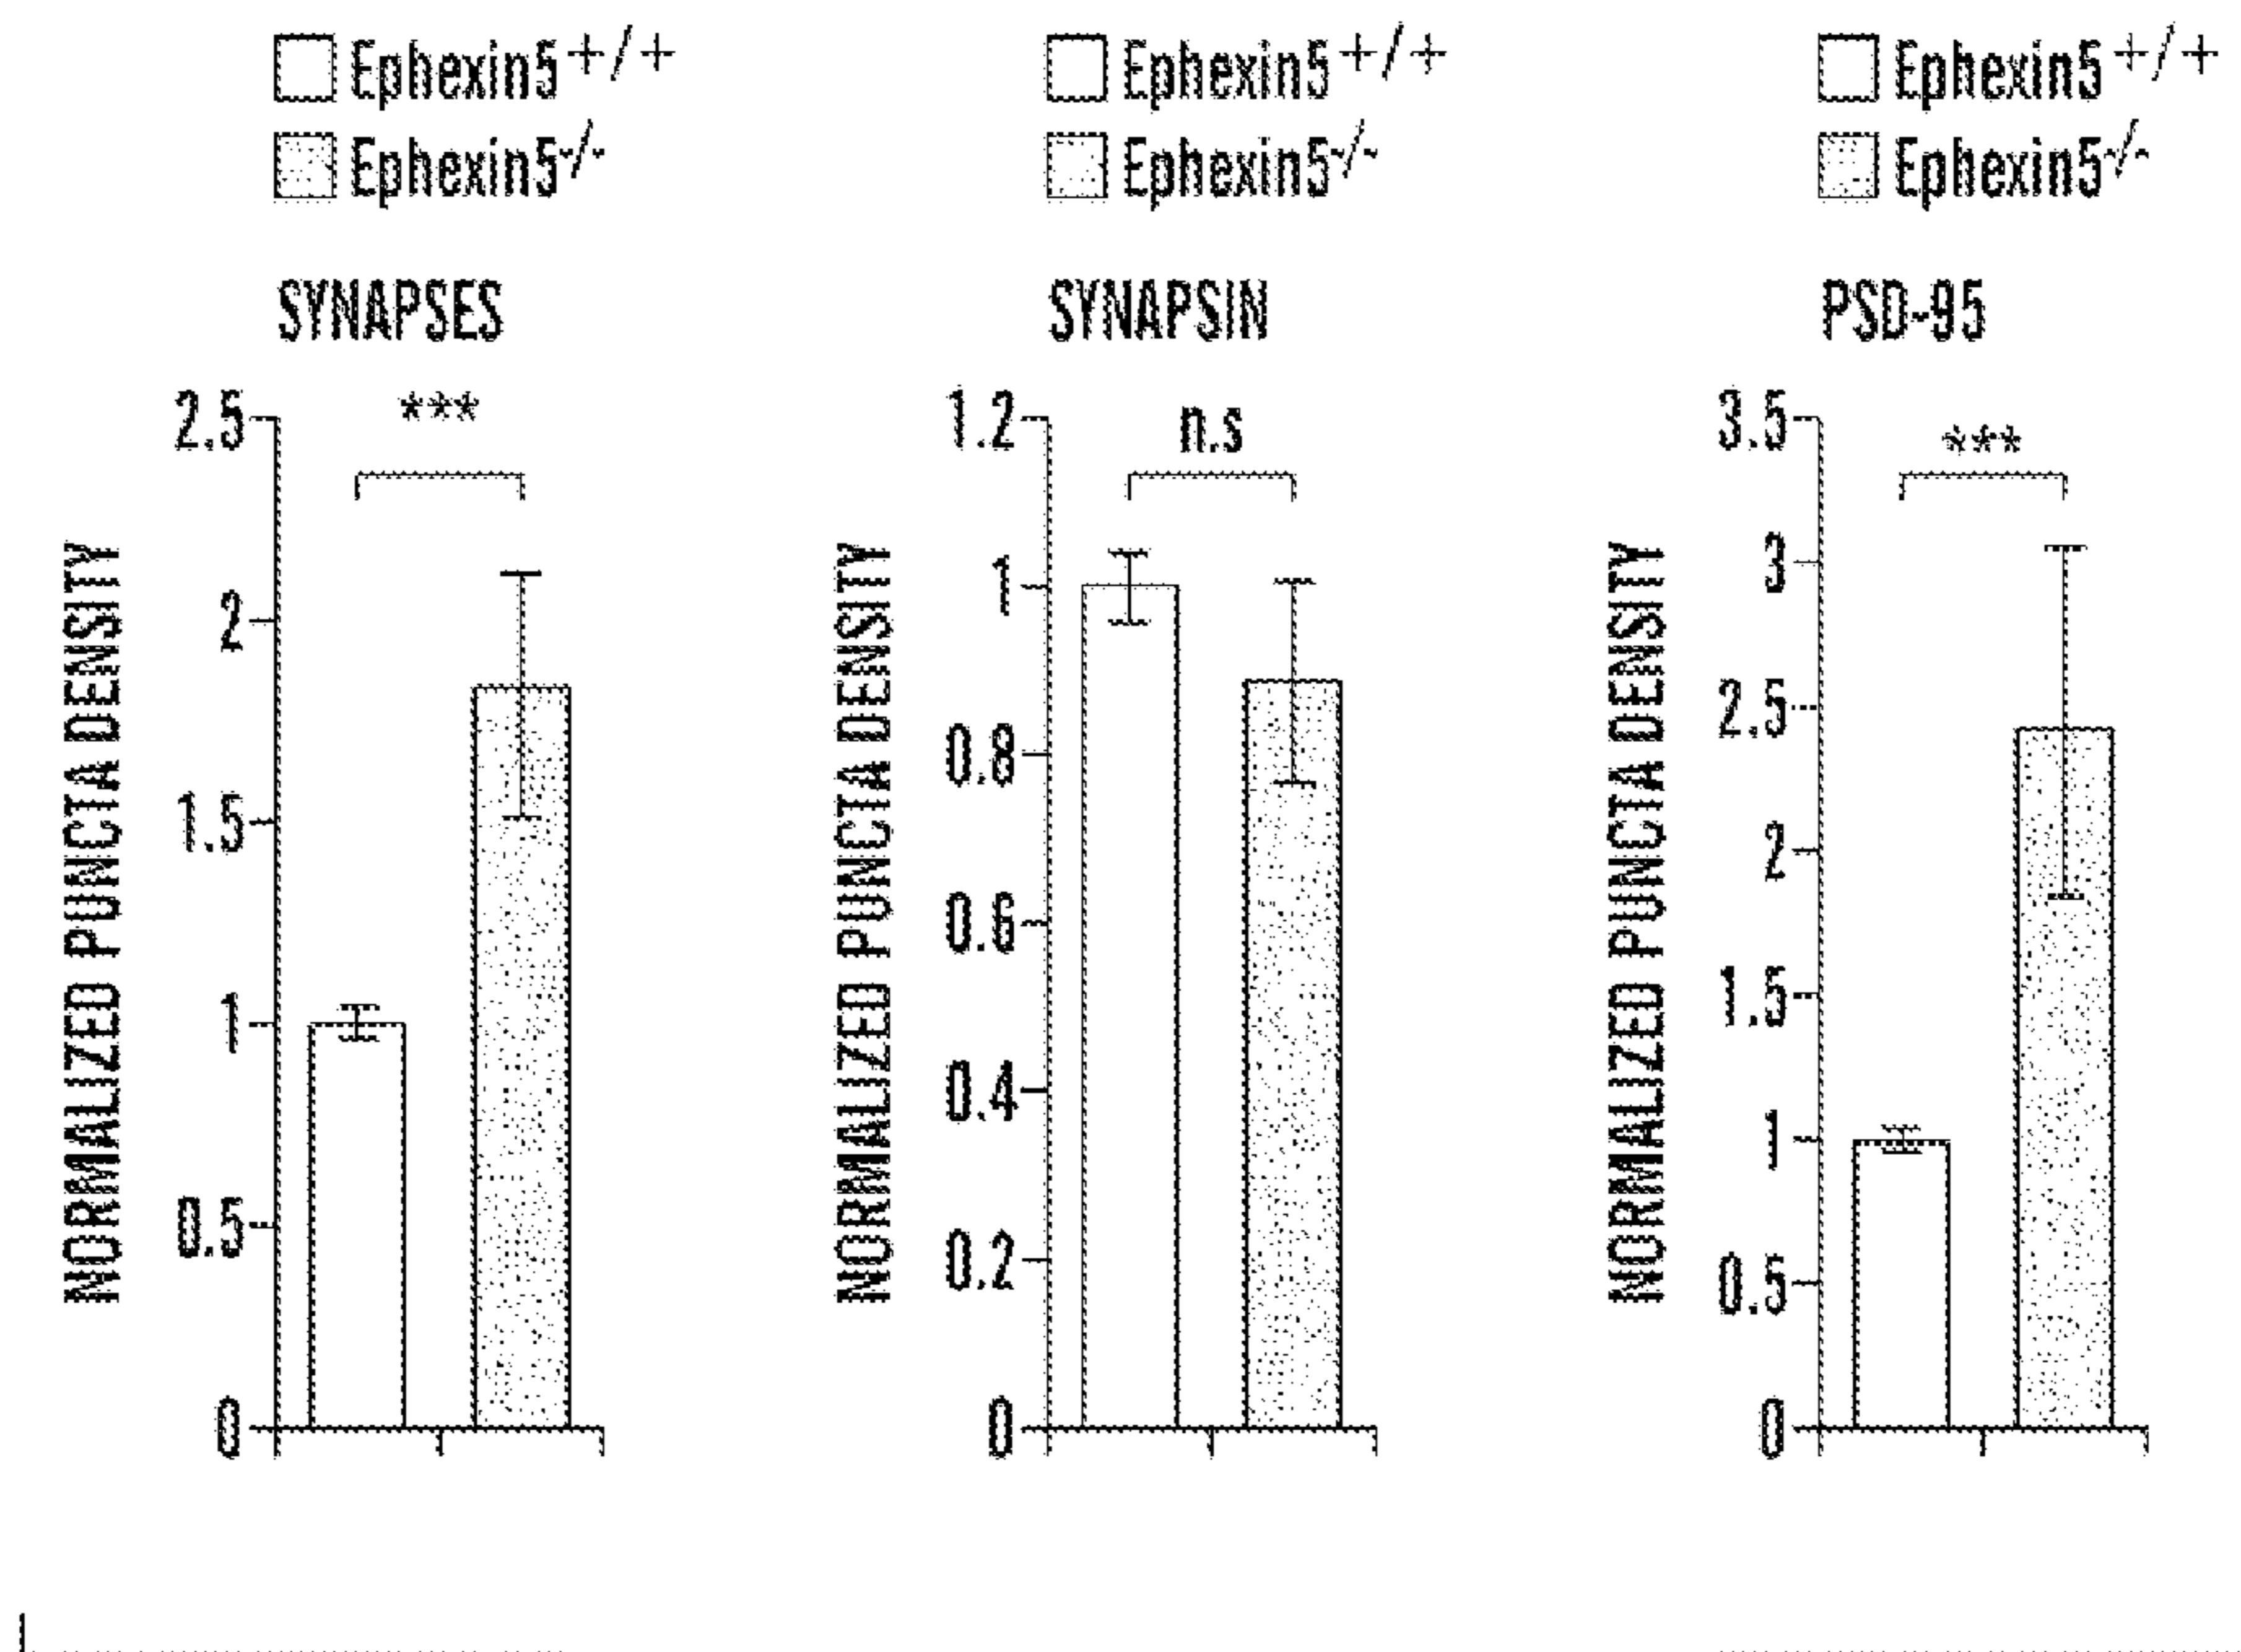 Ephexin5+/+
Ephexin5-/-
SYNAPSES
2.5
2
1.5
1
0.5
0
***
NORMALIZED PUNCTA DENSITY
Ephexin5+/+
Ephexin5-/-
SYNAPSIN
1.2
1
0.8
0.6
0.4
0.2
0
n.s
NORMALIZED PUNCTA DENSITY
Ephexin5+/+
Ephexin5-/-
PSD-95
3.5
3
2.5
2
1.5
1
0.5
0
***
NORMALIZED PUNCTA DENSITY